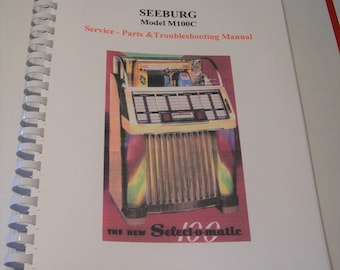 SEEBURG
Model M100C
Service - Parts &Troubleshooting Manual
THE NEW Select-o-matic
100